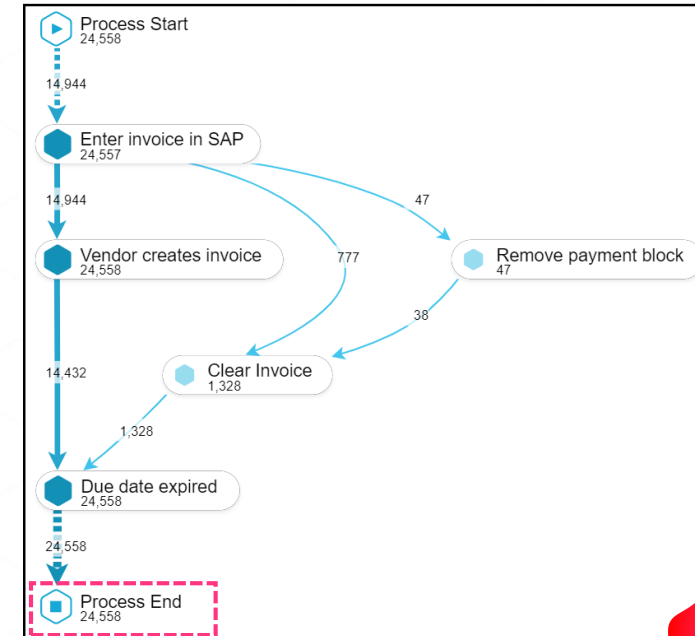 Process Start
24,558
14,944
Enter invoice in SAP
24,557
14,944
47
Vendor creates invoice
24,558
777
Remove payment block
47
38
14,432
Clear Invoice
1,328
1,328
Due date expired
24,558
24,558
Process End
24,558